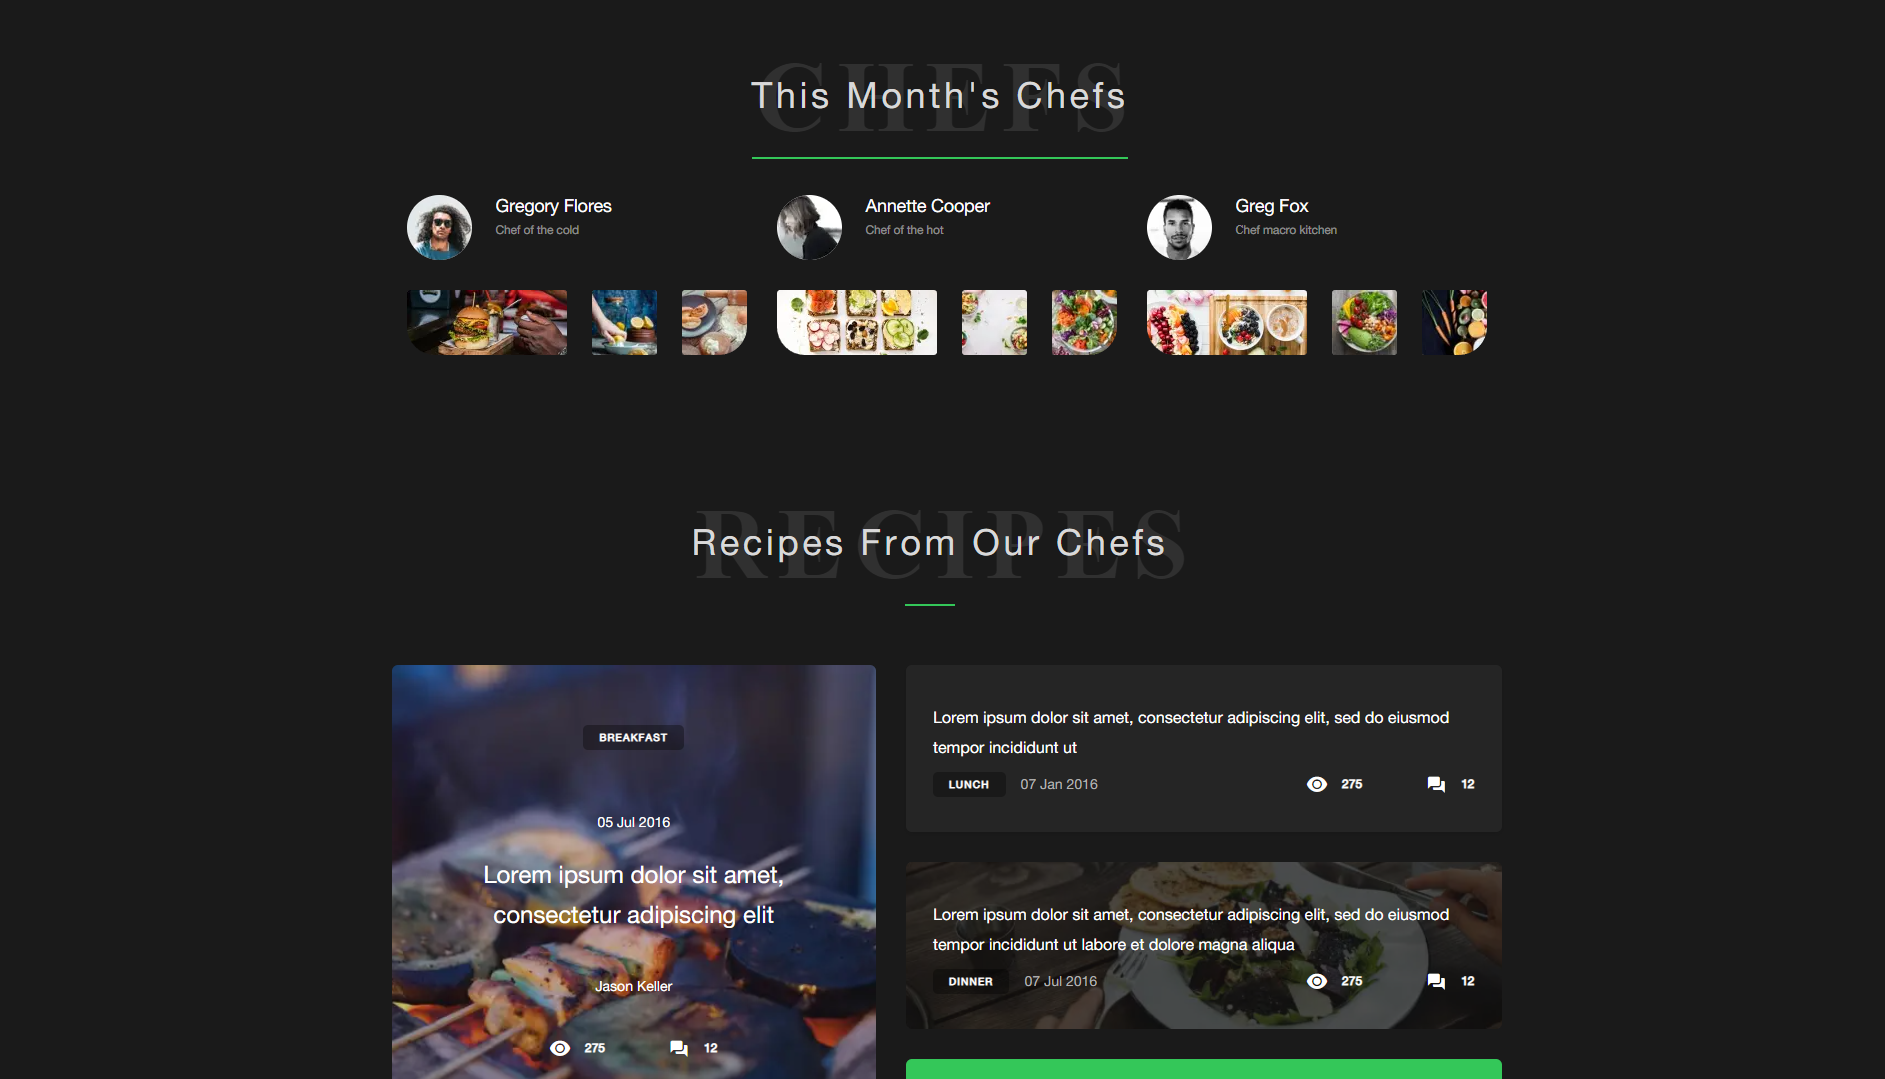 CHEFS
This Month's Chefs
Gregory Flores
Chef of the cold
Annette Cooper
Chef of the hot
Greg Fox
Chef macro kitchen
RECIPES
Recipes From Our Chefs
BREAKFAST
05 Jul 2016
Lorem ipsum dolor sit amet,
consectetur adipiscing elit
Jason Keller
275 12
Lorem ipsum dolor sit amet, consectetur adipiscing elit, sed do eiusmod
tempor incididunt ut
LUNCH 07 Jan 2016 275 12
Lorem ipsum dolor sit amet, consectetur adipiscing elit, sed do eiusmod
tempor incididunt ut labore et dolore magna aliqua
DINNER 07 Jul 2016 275 12